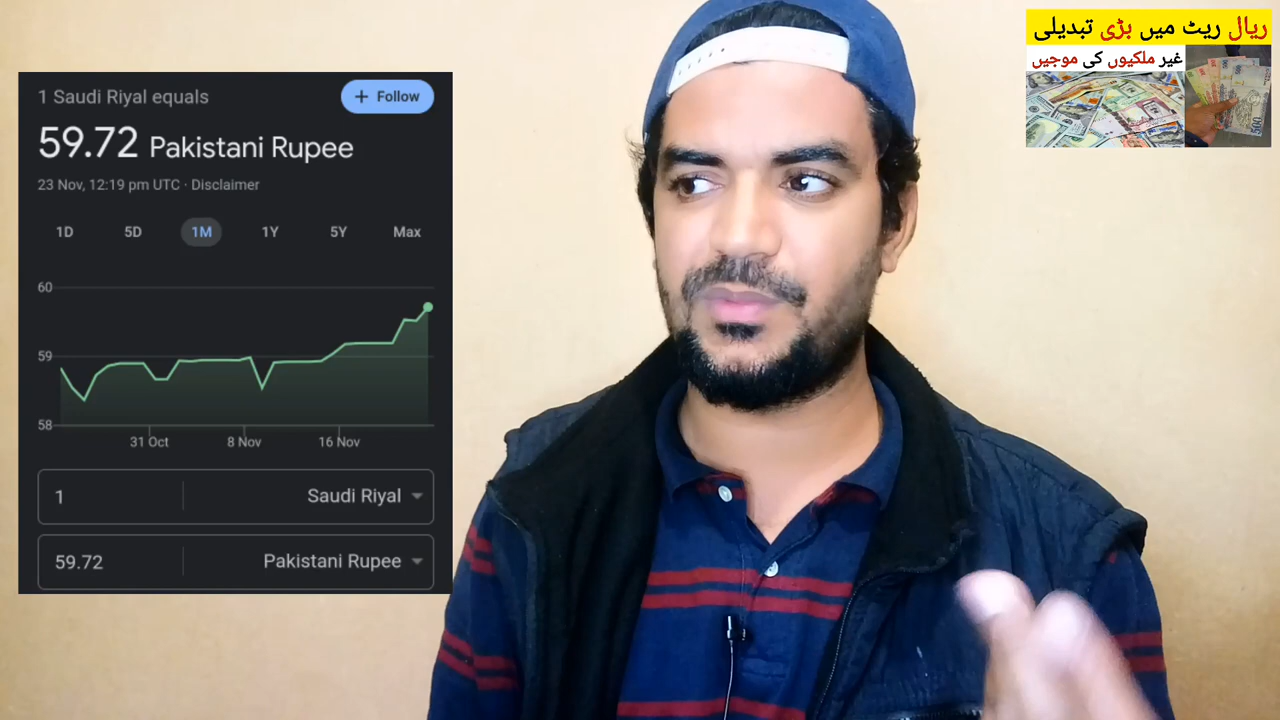 1 Saudi Riyal equals
+ Follow
59.72 Pakistani Rupee
23 Nov, 12:19 pm UTC · Disclaimer
1D 5D 1M 1Y 5Y Max
60
59
58
31 Oct 8 Nov 16 Nov
1 Saudi Riyal
59.72 Pakistani Rupee
ریال ریٹ میں بڑی تبدیلی
غیر ملکیوں کی موجیں
500